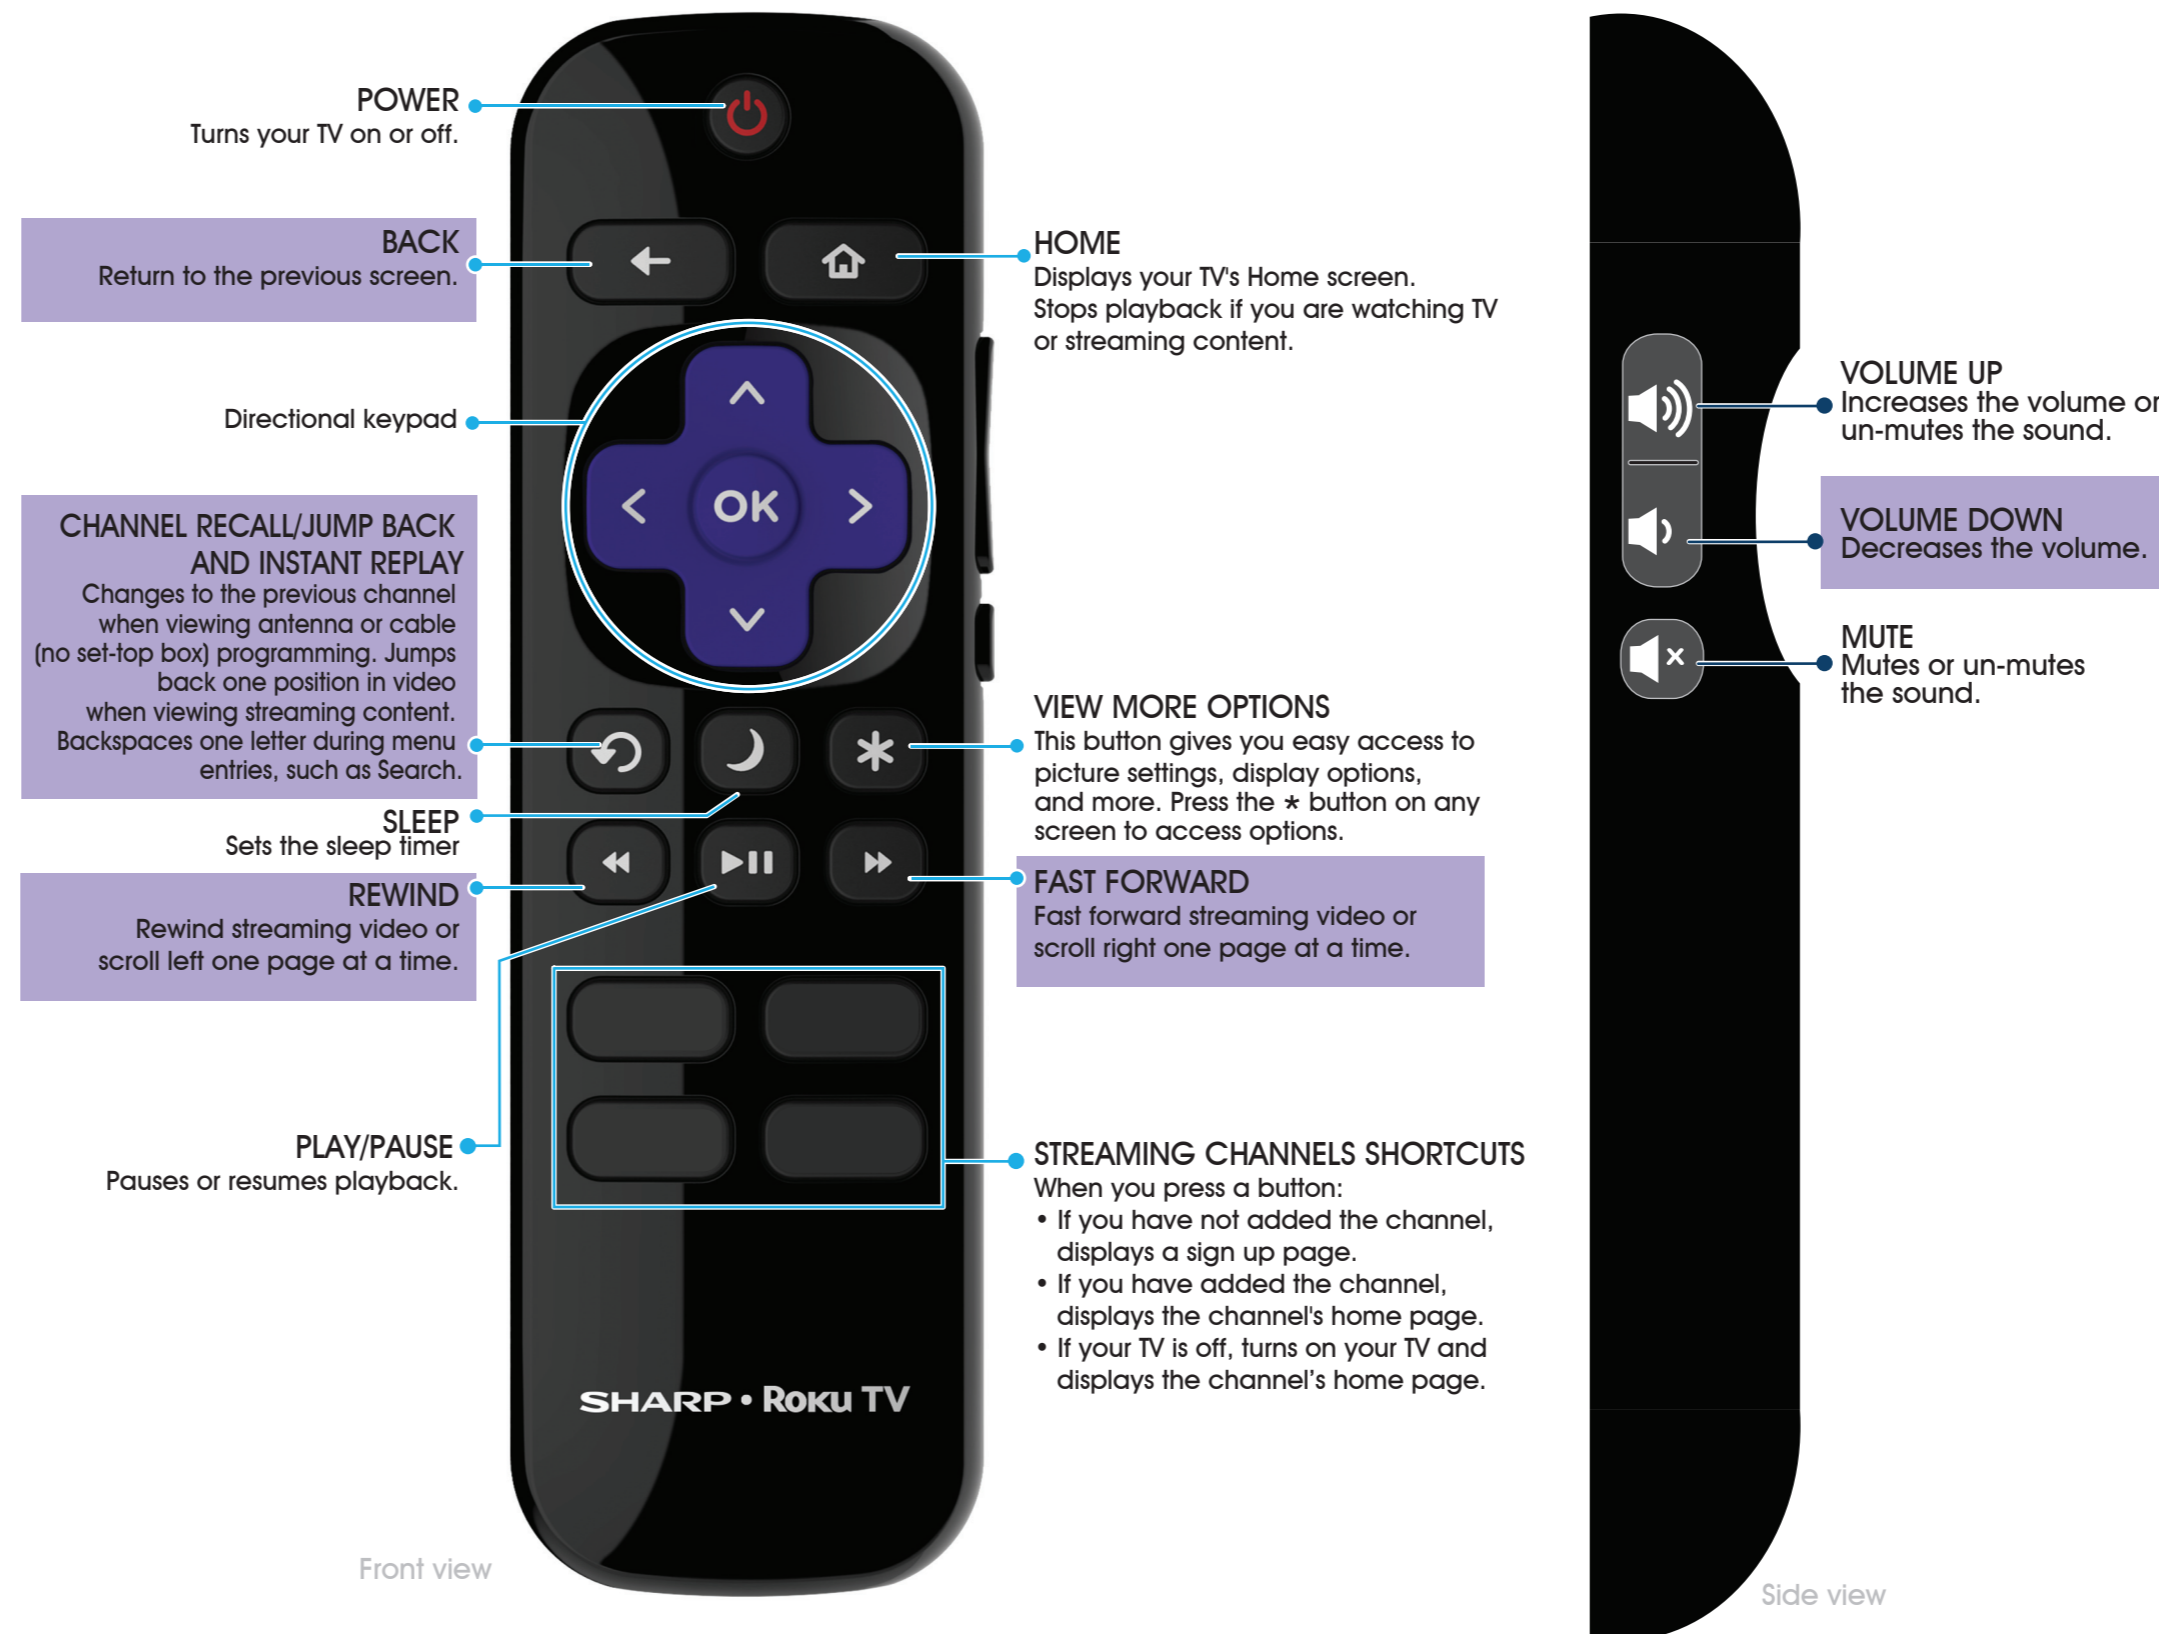 POWER
Turns your TV on or off.
BACK
Return to the previous screen.
HOME
Displays your TV's Home screen.
Stops playback if you are watching TV
or streaming content.
Directional keypad
OK
CHANNEL RECALL/JUMP BACK
AND INSTANT REPLAY
Changes to the previous channel
when viewing antenna or cable
(no set-top box) programming. Jumps
back one position in video
when viewing streaming content.
Backspaces one letter during menu
entries, such as Search.
VIEW MORE OPTIONS
This button gives you easy access to
picture settings, display options,
and more. Press the * button on any
screen to access options.
SLEEP
Sets the sleep timer
REWIND
Rewind streaming video or
scroll left one page at a time.
FAST FORWARD
Fast forward streaming video or
scroll right one page at a time.
PLAY/PAUSE
Pauses or resumes playback.
STREAMING CHANNELS SHORTCUTS
When you press a button:
• If you have not added the channel,
displays a sign up page.
• If you have added the channel,
displays the channel's home page.
• If your TV is off, turns on your TV and
displays the channel’s home page.
SHARP • ROKU TV
Front view
VOLUME UP
Increases the volume or
un-mutes the sound.
VOLUME DOWN
Decreases the volume.
MUTE
Mutes or un-mutes
the sound.
Side view